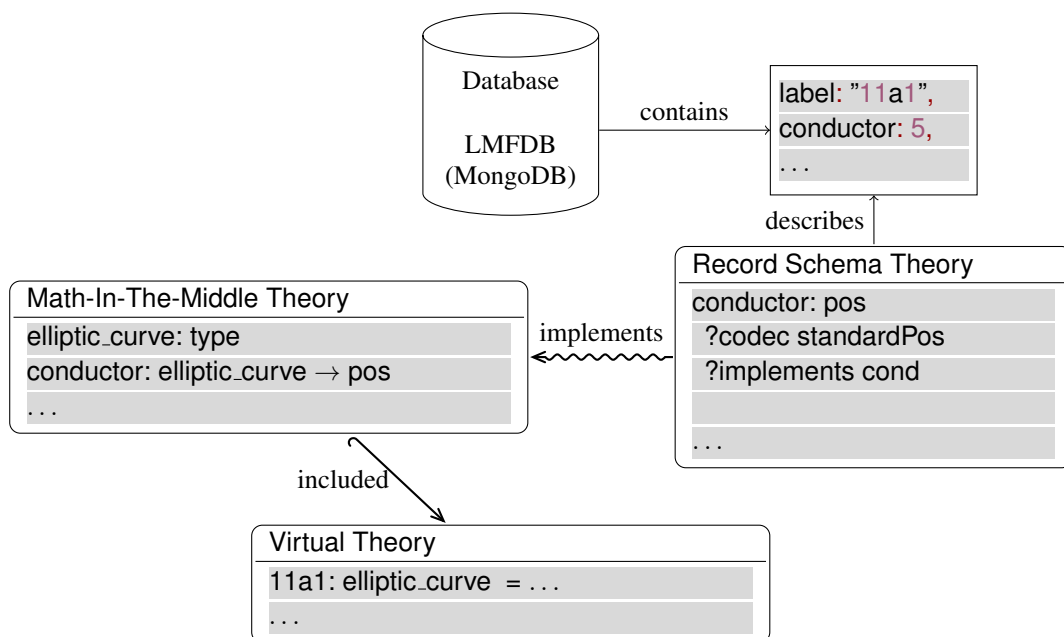 Database
LMFDB
(MongoDB)
contains
label: ”11a1”,
conductor: 5,
...
describes
Record Schema Theory
conductor: pos
?codec standardPos
?implements cond
...
implements
Math-In-The-Middle Theory
elliptic_curve: type
conductor: elliptic_curve → pos
...
included
Virtual Theory
11a1: elliptic_curve = ...
...